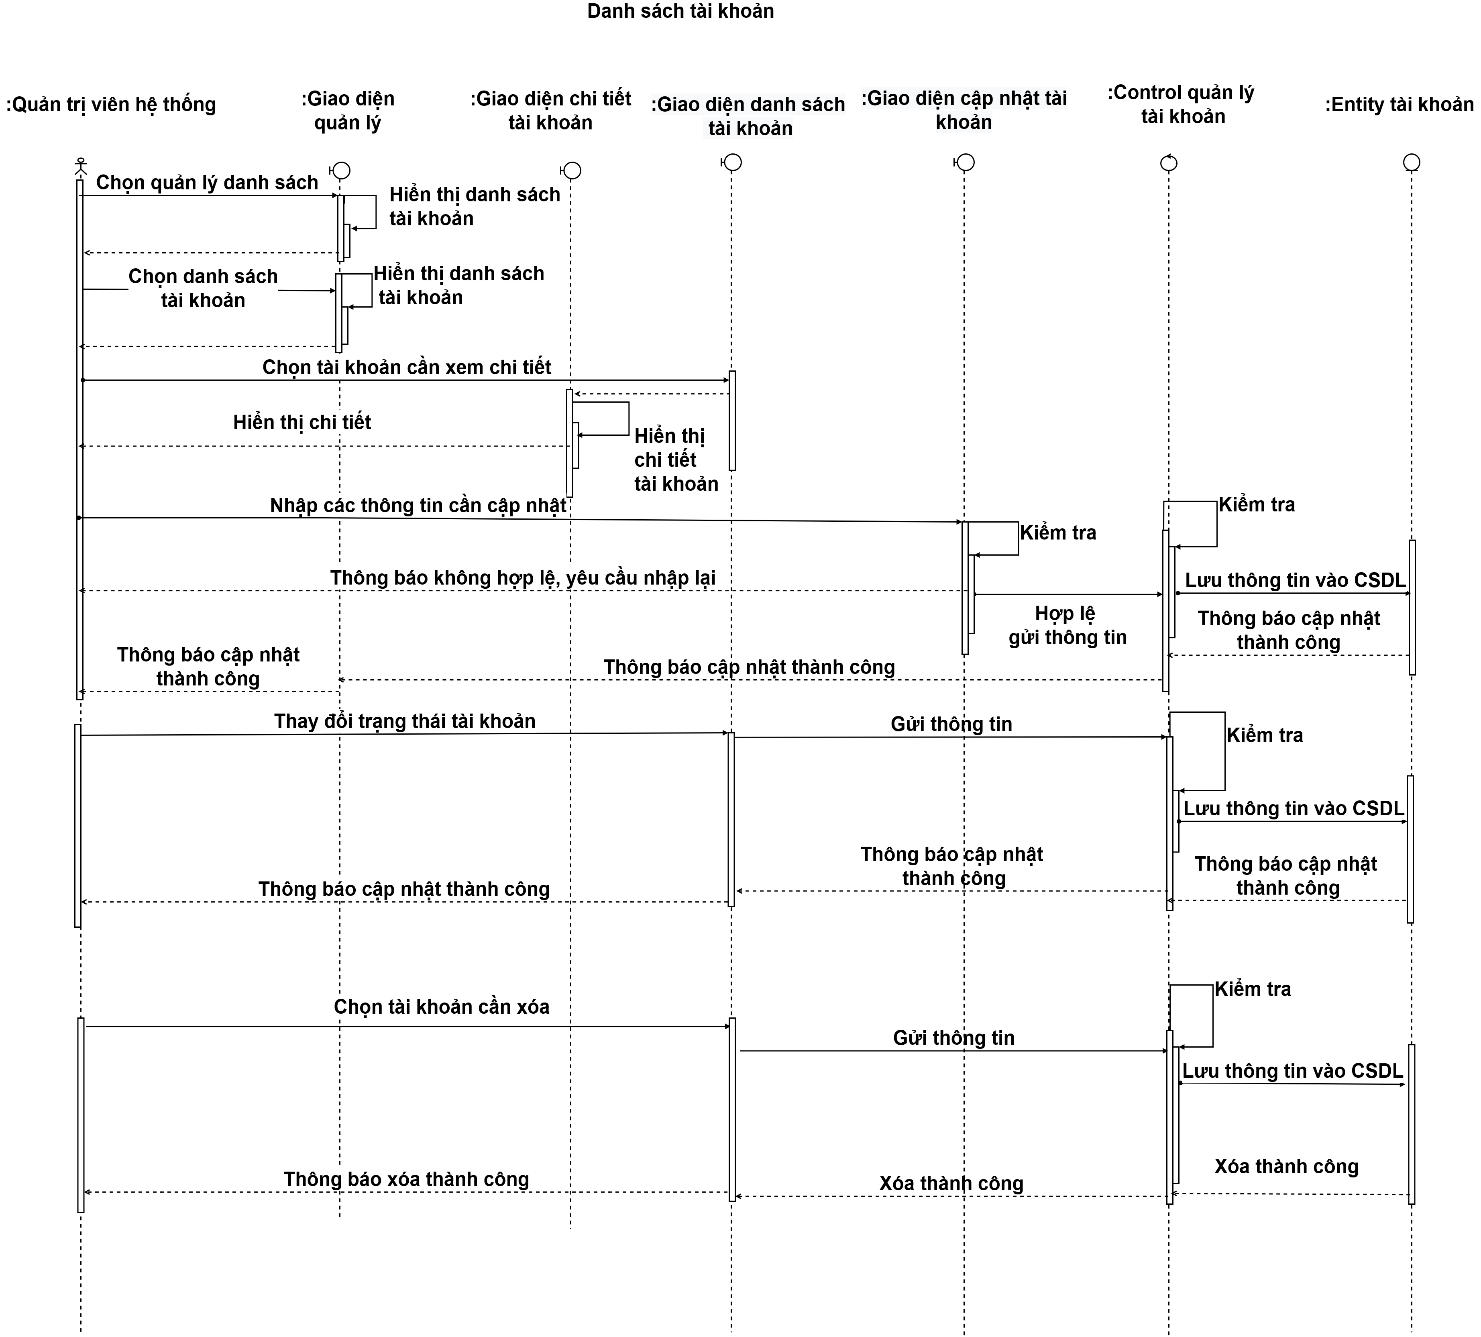 Danh sách tài khoản
:Quản trị viên hệ thống
:Giao diện
quản lý
:Giao diện chi tiết
tài khoản
:Giao diện danh sách
tài khoản
:Giao diện cập nhật tài
khoản
:Control quản lý
tài khoản
:Entity tài khoản
Chọn quản lý danh sách
Hiển thị danh sách
tài khoản
Chọn danh sách
tài khoản
Hiển thị danh sách
tài khoản
Chọn tài khoản cần xem chi tiết
Hiển thị chi tiết
Hiển thị
chi tiết
tài khoản
Nhập các thông tin cần cập nhật
Kiểm tra
Kiểm tra
Thông báo không hợp lệ, yêu cầu nhập lại
Lưu thông tin vào CSDL
Hợp lệ
gửi thông tin
Thông báo cập nhật
thành công
Thông báo cập nhật
thành công
Thông báo cập nhật thành công
Thay đổi trạng thái tài khoản
Gửi thông tin
Kiểm tra
Lưu thông tin vào CSDL
Thông báo cập nhật
thành công
Thông báo cập nhật
thành công
Thông báo cập nhật thành công
Kiểm tra
Chọn tài khoản cần xóa
Gửi thông tin
Lưu thông tin vào CSDL
Xóa thành công
Thông báo xóa thành công
Xóa thành công